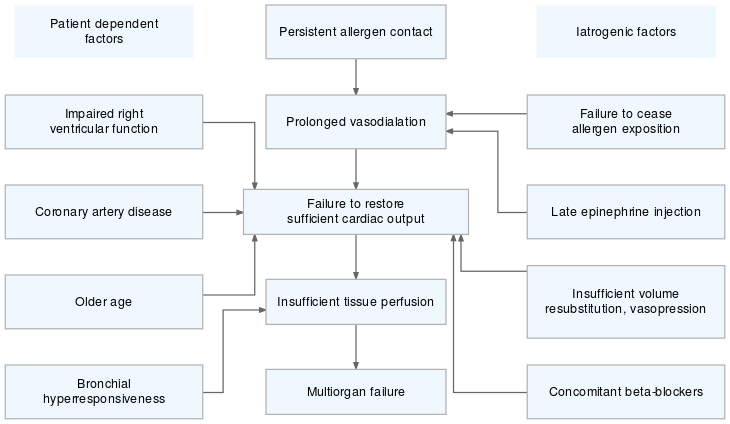 Patient dependent
factors
Persistent allergen contact
Iatrogenic factors
Impaired right
ventricular function
Prolonged vasodialation
Failure to cease
allergen exposition
Coronary artery disease
Failure to restore
sufficient cardiac output
Late epinephrine injection
Older age
Insufficient tissue perfusion
Insufficient volume
resubstitution, vasopression
Bronchial
hyperresponsiveness
Multiorgan failure
Concomitant beta-blockers